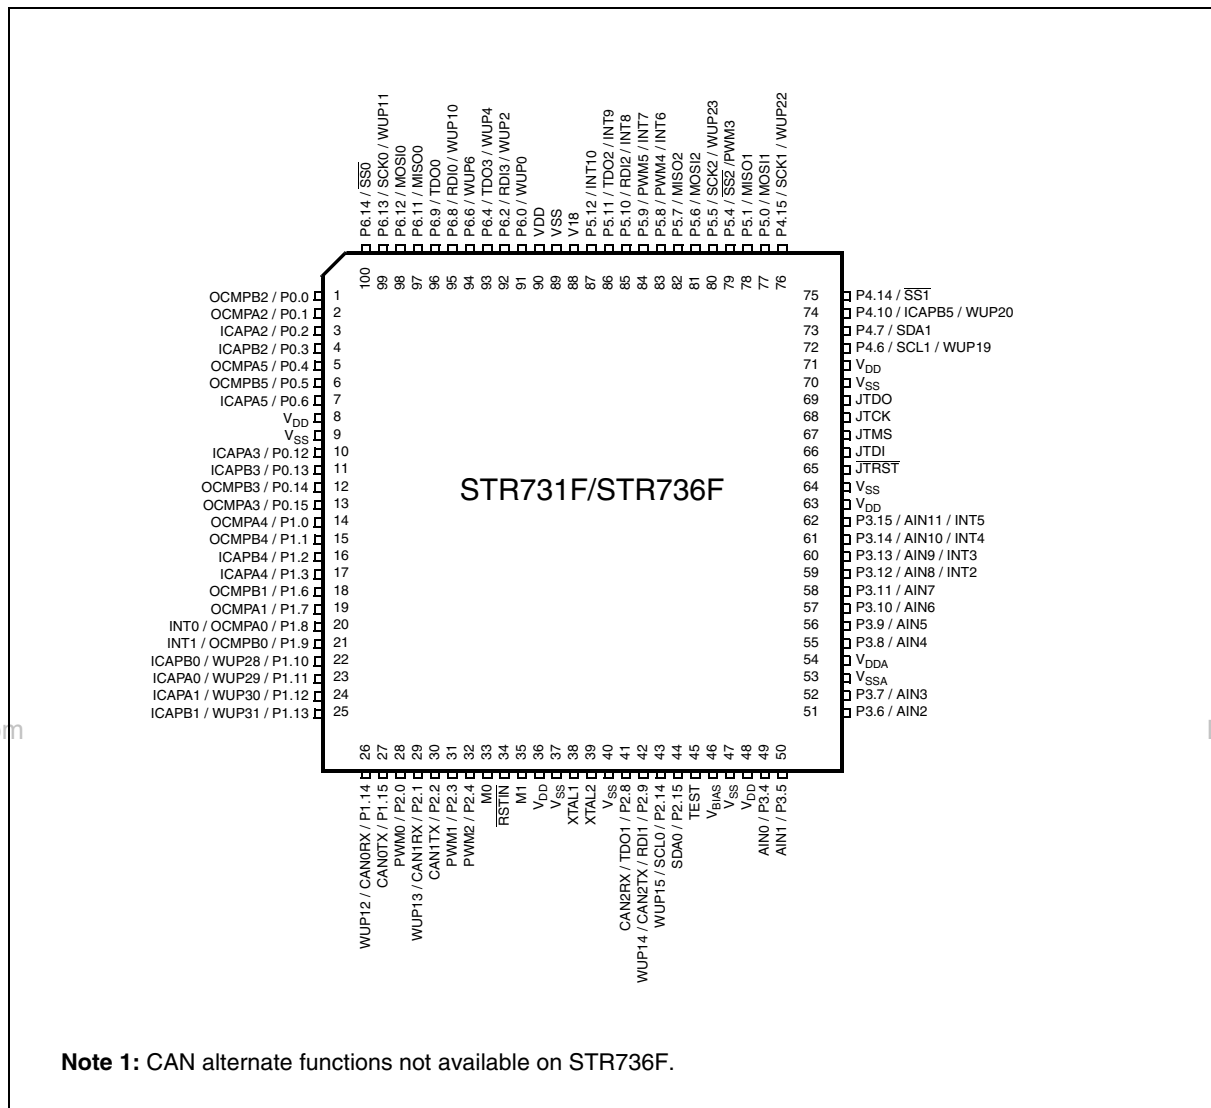 P6.14 / SS0
P6.13 / SCK0 / WUP11
P6.12 / MOSI0
P6.11 / MISO0
P6.9 / TDO0
P6.8 / RDI0 / WUP10
P6.6 / WUP6
P6.4 / TDO3 / WUP4
P6.2 / RDI3 / WUP2
P6.0 / WUP0
VDD
VSS
V18
P5.12 / INT10
P5.11 / TDO2 / INT9
P5.10 / RDI2 / INT8
P5.9 / PWM5 / INT7
P5.8 / PWM4 / INT6
P5.7 / MISO2
P5.6 / MOSI2
P5.5 / SCK2 / WUP23
P5.4 / SS2 /PWM3
P5.1 / MISO1
P5.0 / MOSI1
P4.15 / SCK1 / WUP22
100 99 98 97 96 95 94 93 92 91 90 89 88 87 86 85 84 83 82 81 80 79 78 77 76
OCMPB2 / P0.0 1
OCMPA2 / P0.1 2
ICAPA2 / P0.2 3
ICAPB2 / P0.3 4
OCMPA5 / P0.4 5
OCMPB5 / P0.5 6
ICAPA5 / P0.6 7
VDD 8
VSS 9
ICAPA3 / P0.12 10
ICAPB3 / P0.13 11
OCMPB3 / P0.14 12
OCMPA3 / P0.15 13
OCMPA4 / P1.0 14
OCMPB4 / P1.1 15
ICAPB4 / P1.2 16
ICAPA4 / P1.3 17
OCMPB1 / P1.6 18
OCMPA1 / P1.7 19
INT0 / OCMPA0 / P1.8 20
INT1 / OCMPB0 / P1.9 21
ICAPB0 / WUP28 / P1.10 22
ICAPA0 / WUP29 / P1.11 23
ICAPA1 / WUP30 / P1.12 24
ICAPB1 / WUP31 / P1.13 25
STR731F/STR736F
75 P4.14 / SS1
74 P4.10 / ICAPB5 / WUP20
73 P4.7 / SDA1
72 P4.6 / SCL1 / WUP19
71 VDD
70 VSS
69 JTDO
68 JTCK
67 JTMS
66 JTDI
65 JTRST
64 VSS
63 VDD
62 P3.15 / AIN11 / INT5
61 P3.14 / AIN10 / INT4
60 P3.13 / AIN9 / INT3
59 P3.12 / AIN8 / INT2
58 P3.11 / AIN7
57 P3.10 / AIN6
56 P3.9 / AIN5
55 P3.8 / AIN4
54 VDDA
53 VSSA
52 P3.7 / AIN3
51 P3.6 / AIN2
26 27 28 29 30 31 32 33 34 35 36 37 38 39 40 41 42 43 44 45 46 47 48 49 50
WUP12 / CAN0RX / P1.14
CAN0TX / P1.15
PWM0 / P2.0
WUP13 / CAN1RX / P2.1
CAN1TX / P2.2
PWM1 / P2.3
PWM2 / P2.4
M0
RSTIN
M1
VDD
VSS
XTAL1
XTAL2
VSS
CAN2RX / TDO1 / P2.8
WUP14 / CAN2TX / RDI1 / P2.9
WUP15 / SCL0 / P2.14
SDA0 / P2.15
TEST
VBIAS
VSS
VDD
AIN0 / P3.4
AIN1 / P3.5
Note 1: CAN alternate functions not available on STR736F.